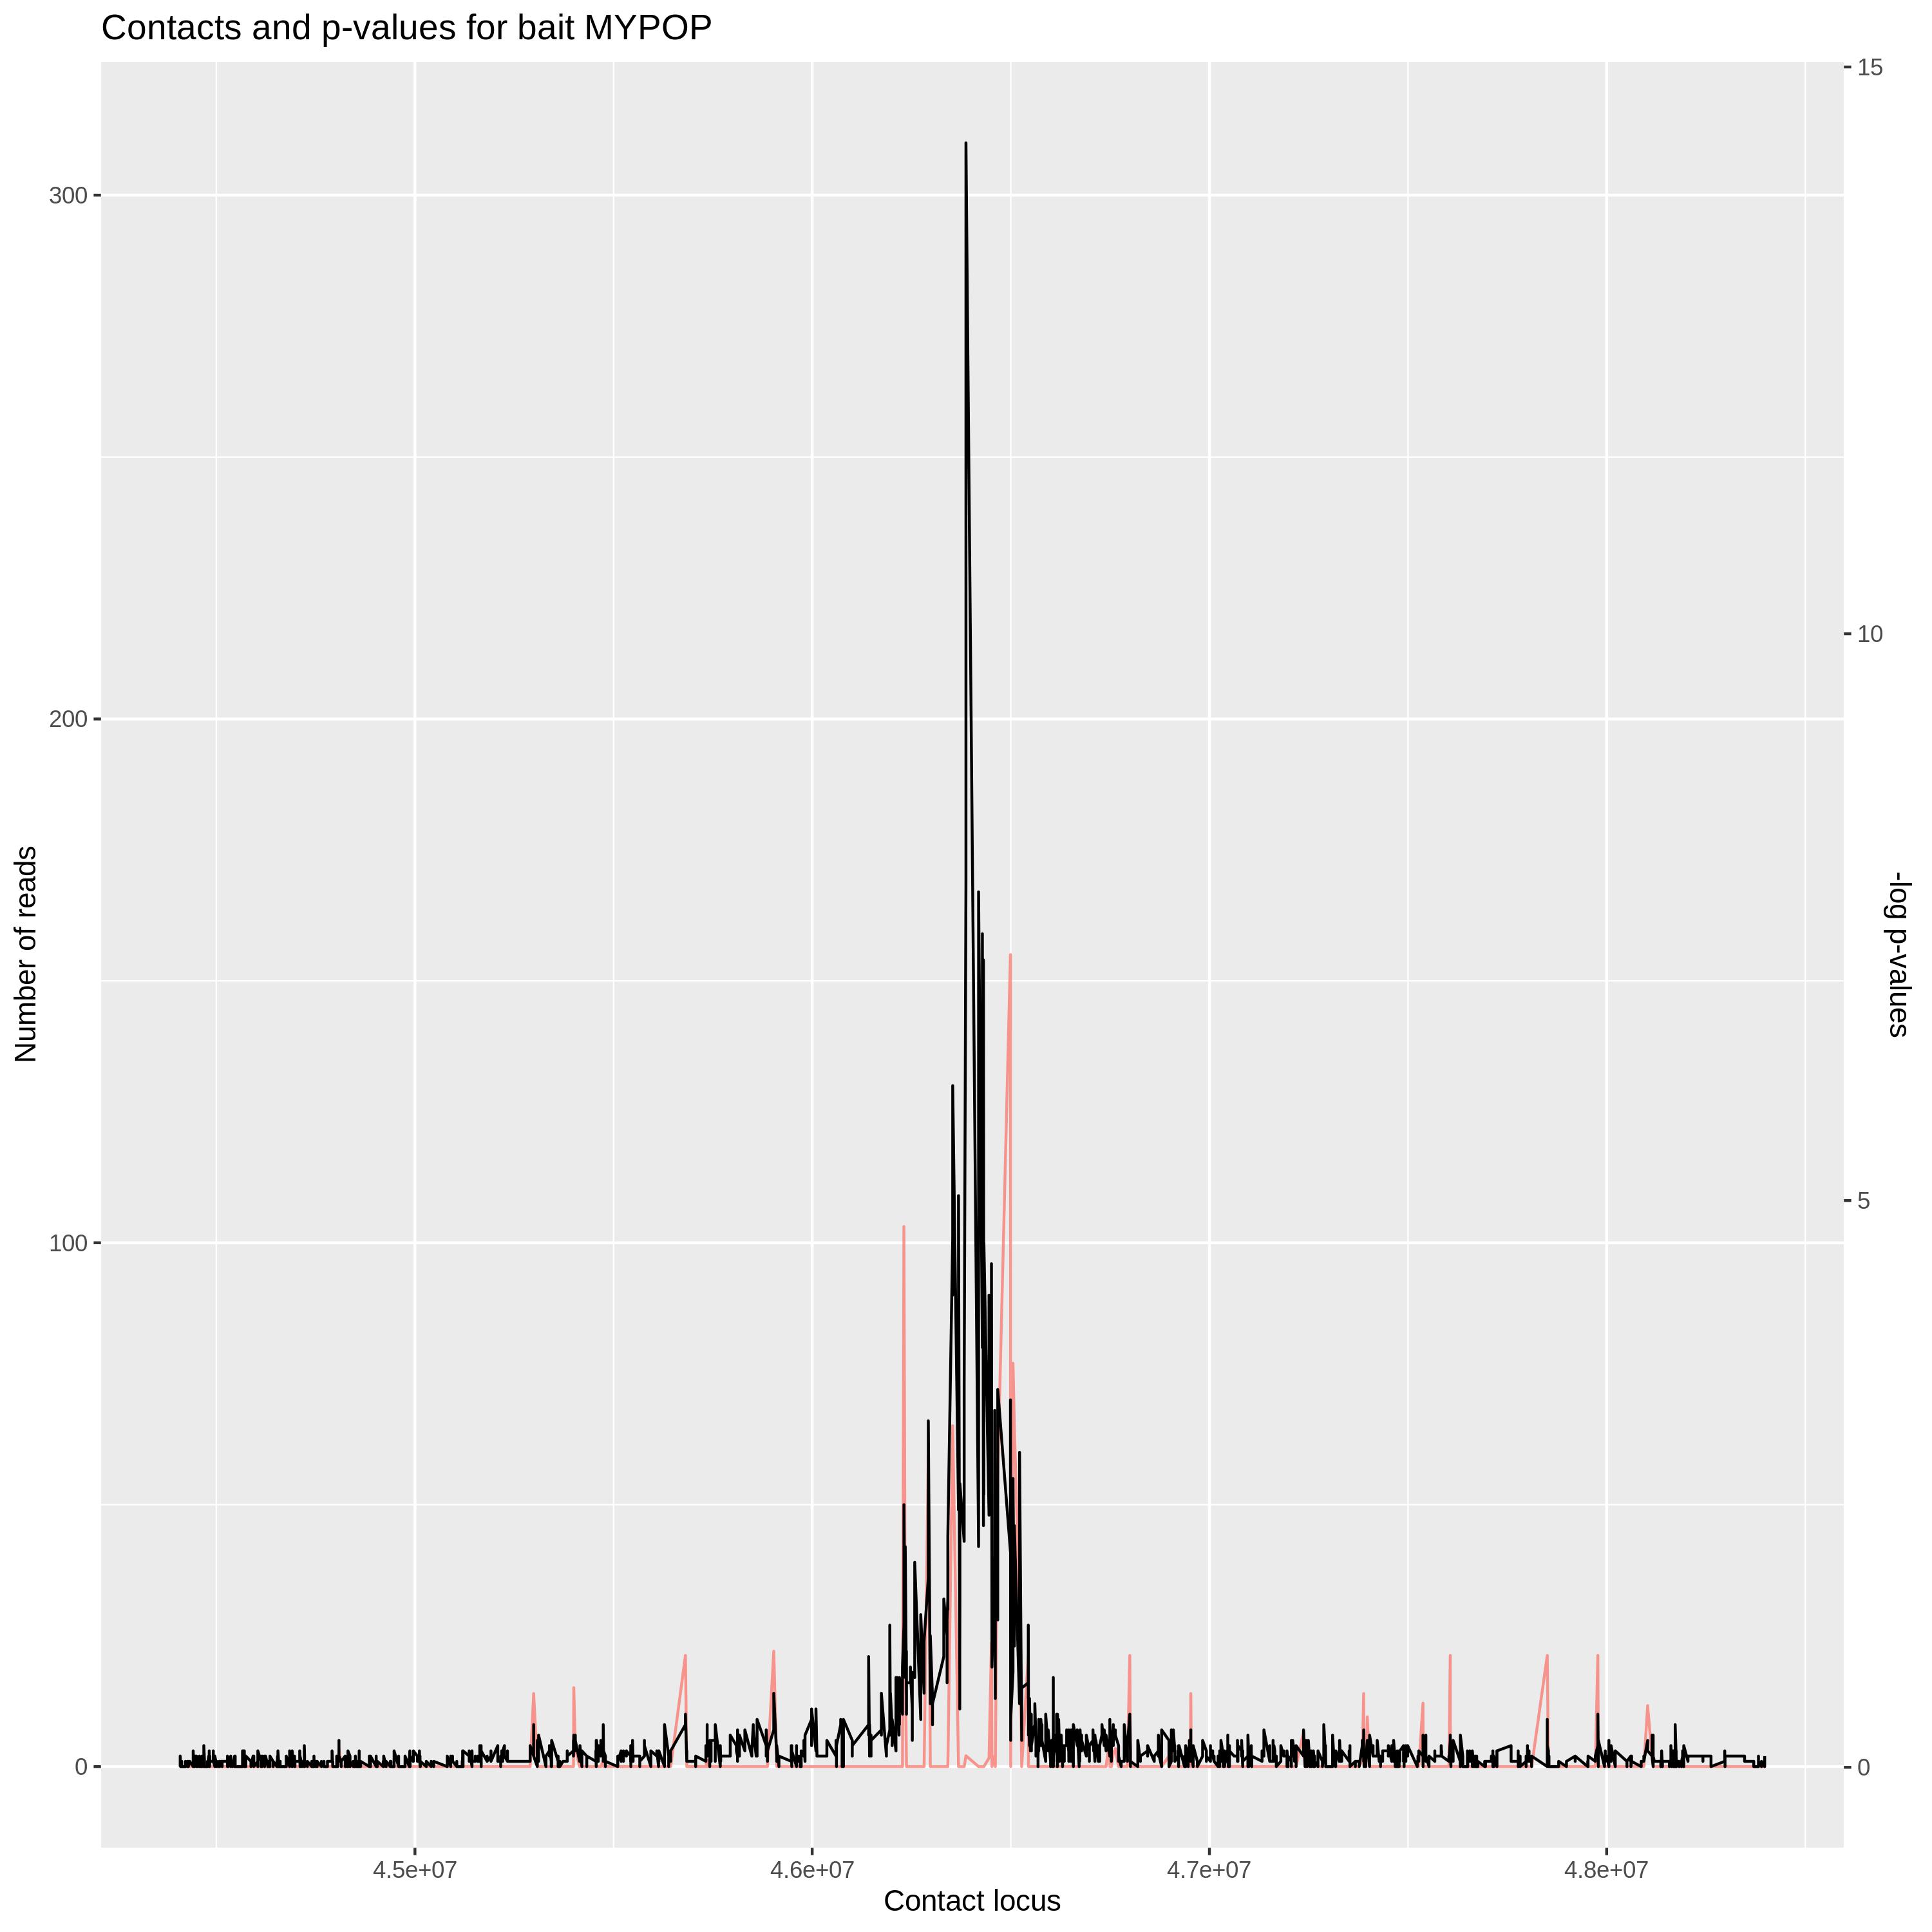 Contacts and p-values for bait MYPOP
15
300
10
200
Number of reads
-log p-values
5
100
0
0
4.5e+07
4.6e+07
4.7e+07
4.8e+07
Contact locus